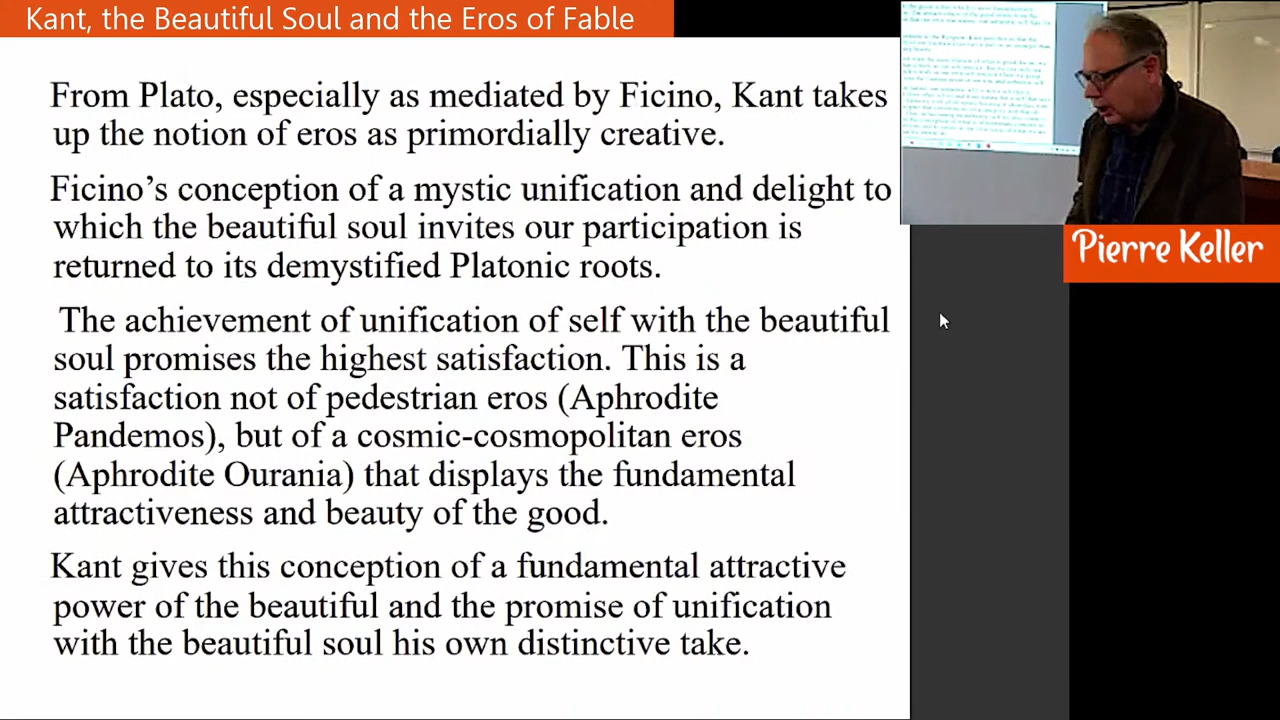 Kant, the Beautiful Soul and the Eros of Fable
From Plato, especially as mediated by Ficino, Kant takes
up the notion of eros as primordially creative.
Ficino's conception of a mystic unification and delight to
which the beautiful soul invites our participation is
returned to its demystified Platonic roots.
The achievement of unification of self with the beautiful
soul promises the highest satisfaction. This is a
satisfaction not of pedestrian eros (Aphrodite
Pandemos), but of a cosmic-cosmopolitan eros
(Aphrodite Ourania) that displays the fundamental
attractiveness and beauty of the good.
Kant gives this conception of a fundamental attractive
power of the beautiful and the promise of unification
with the beautiful soul his own distinctive take.
Pierre Keller